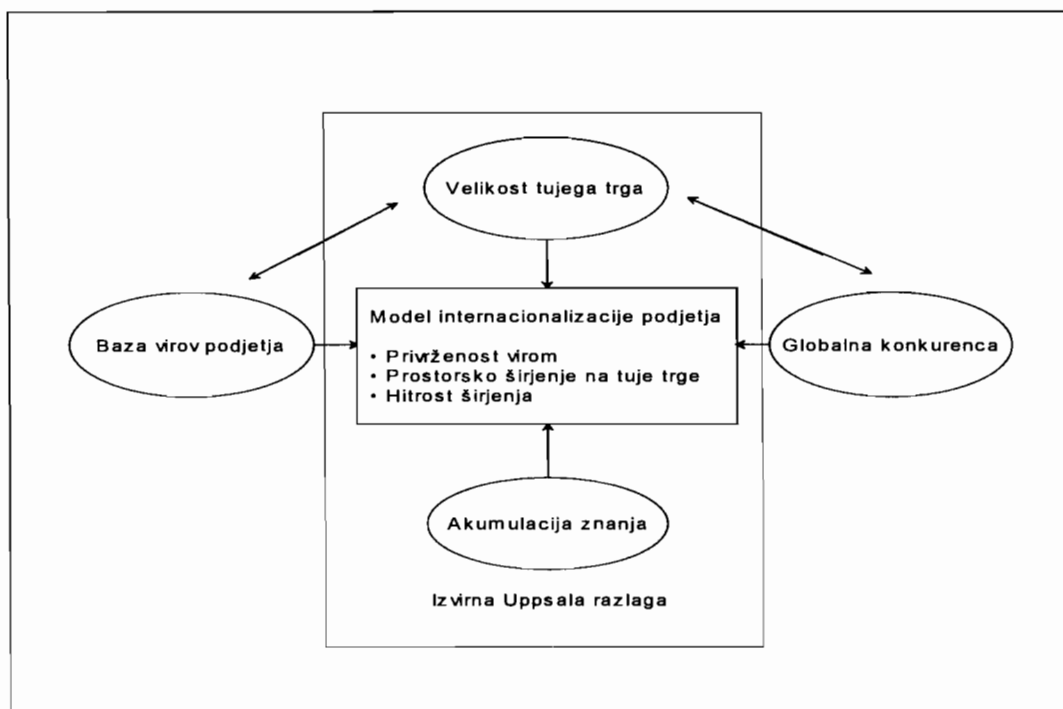 Velikost tujega trga
Baza virov podjetja
Model internacionalizacije podjetja
• Privrženost virom
• Prostorsko širjenje na tuje trge
• Hitrost širjenja
Globalna konkurenca
Akumulacija znanja
Izvirna Uppsala razlaga